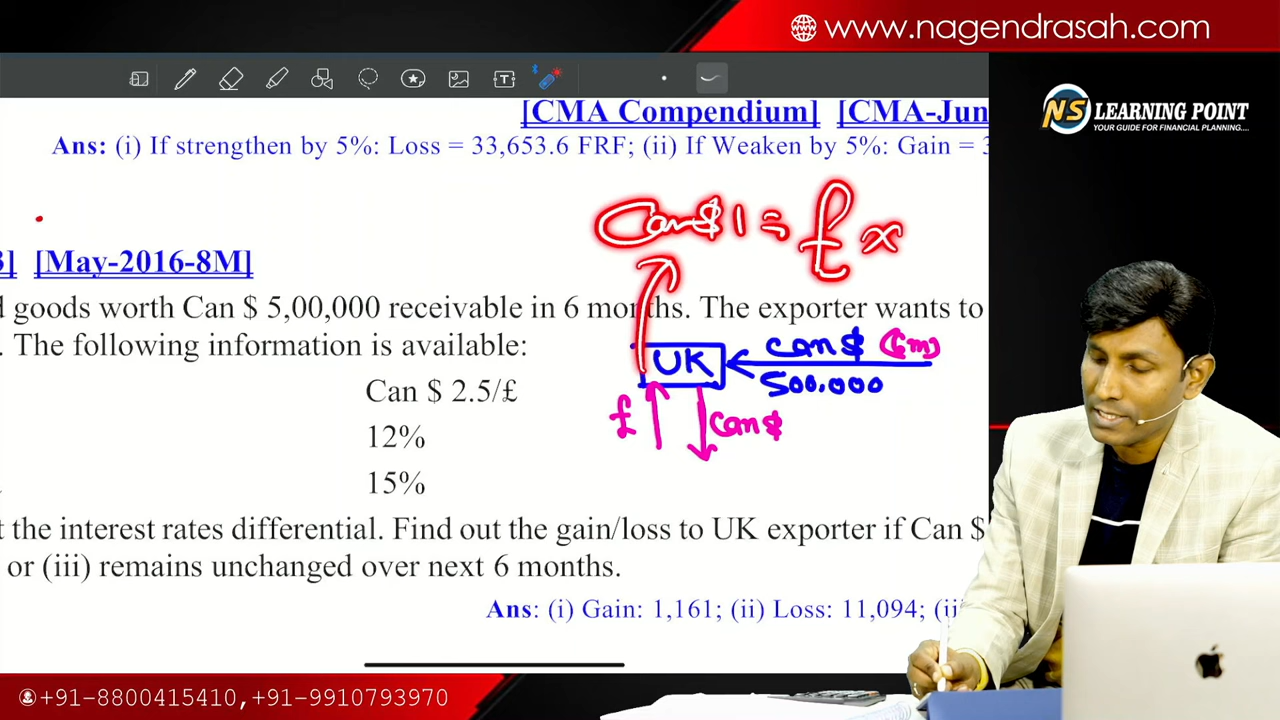 www.nagendrasah.com
NS LEARNING POINT
YOUR GUIDE FOR FINANCIAL PLANNING....
[CMA Compendium] [CMA-Jun
Ans: (i) If strengthen by 5%: Loss = 33,653.6 FRF; (ii) If Weaken by 5%: Gain =
Can $ 1 = £ x
] [May-2016-8M]
d goods worth Can $ 5,00,000 receivable in 6 months. The exporter wants to
. The following information is available:
UK
Can $ (6m)
500,000
Can $ 2.5/£
£
Can $
12%
15%
t the interest rates differential. Find out the gain/loss to UK exporter if Can $
or (iii) remains unchanged over next 6 months.
Ans: (i) Gain: 1,161; (ii) Loss: 11,094; (ii
+91-8800415410,+91-9910793970